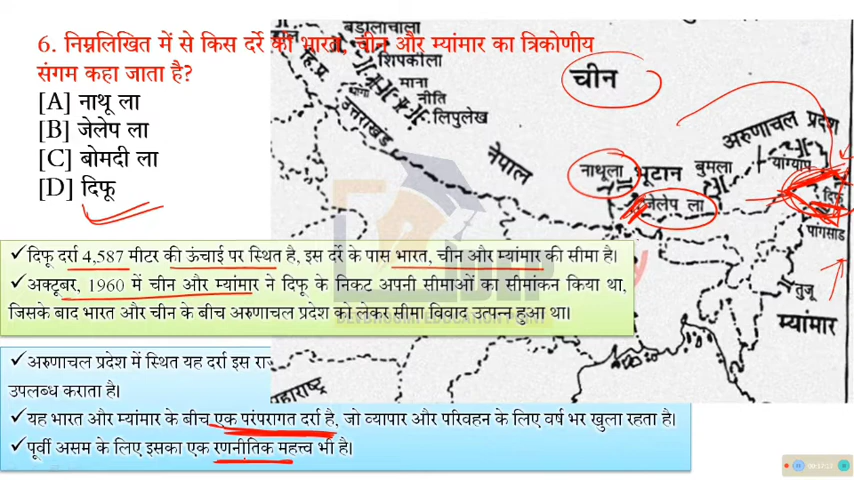 6. निम्नलिखित में से किस दर्रे को भारत, चीन और म्यांमार का त्रिकोणीय
संगम कहा जाता है?
[A] नाथू ला
[B] जेलेप ला
[C] बोमदी ला
[D] दिफू
बड़ालाचाला
शिपकीला
हि.प्र.
माना
नीति
लिपुलेख
उत्तराखंड
नेपाल
चीन
नाथूला
भूटान
बुमला
जेलेप ला
अरुणाचल प्रदेश
यांग्याप
दिफू
पांगसाड
तुजू
म्यांमार
✓दिफू दर्रा 4,587 मीटर की ऊंचाई पर स्थित है, इस दर्रे के पास भारत, चीन और म्यांमार की सीमा है।
✓अक्टूबर, 1960 में चीन और म्यांमार ने दिफू के निकट अपनी सीमाओं का सीमांकन किया था,
जिसके बाद भारत और चीन के बीच अरुणाचल प्रदेश को लेकर सीमा विवाद उत्पन्न हुआ था।
✓अरुणाचल प्रदेश में स्थित यह दर्रा इस
उपलब्ध कराता है।
✓यह भारत और म्यांमार के बीच एक परंपरागत दर्रा है, जो व्यापार और परिवहन के लिए वर्ष भर खुला रहता है।
✓पूर्वी असम के लिए इसका एक रणनीतिक महत्त्व भी है।